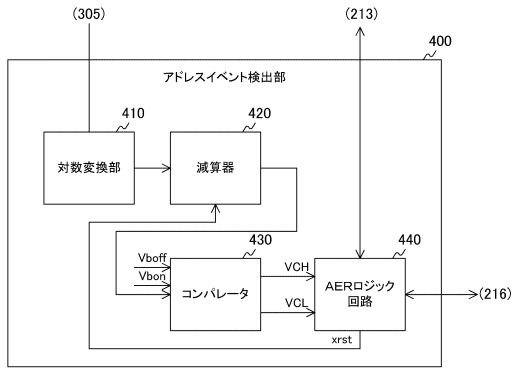 (305)
(213)
400
アドレスイベント検出部
410
420
対数変換部
減算器
430
440
Vboff
Vbon
コンパレータ
VCH
VCL
AERロジック
回路
(216)
xrst